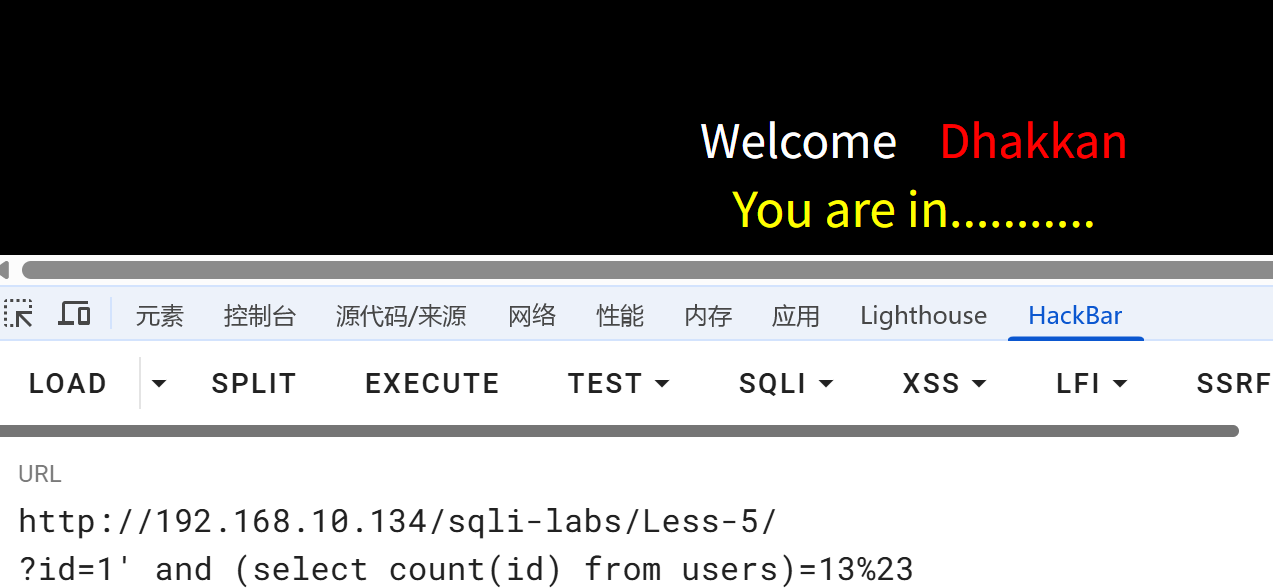 Welcome Dhakkan
You are in...........
元素 控制台 源代码/来源 网络 性能 内存 应用 Lighthouse HackBar
LOAD SPLIT EXECUTE TEST SQLI XSS LFI SSRF
URL
http://192.168.10.134/sqli-labs/Less-5/
?id=1' and (select count(id) from users)=13%23